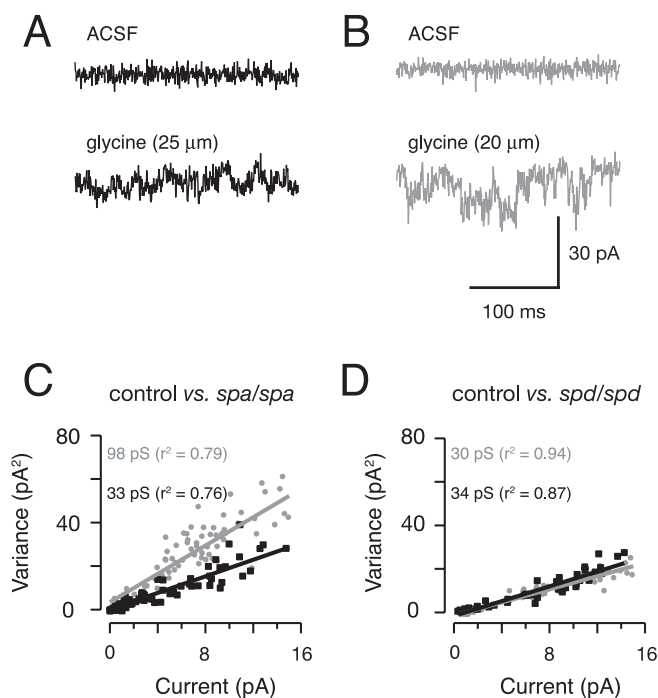 A
ACSF
glycine (25 µm)
B
ACSF
glycine (20 µm)
30 pA
100 ms
C
control vs. spa/spa
80
40
0
Variance (pA²)
98 pS (r² = 0.79)
33 pS (r² = 0.76)
0
8
16
Current (pA)
D
control vs. spd/spd
80
40
0
Variance (pA²)
30 pS (r² = 0.94)
34 pS (r² = 0.87)
0
8
16
Current (pA)